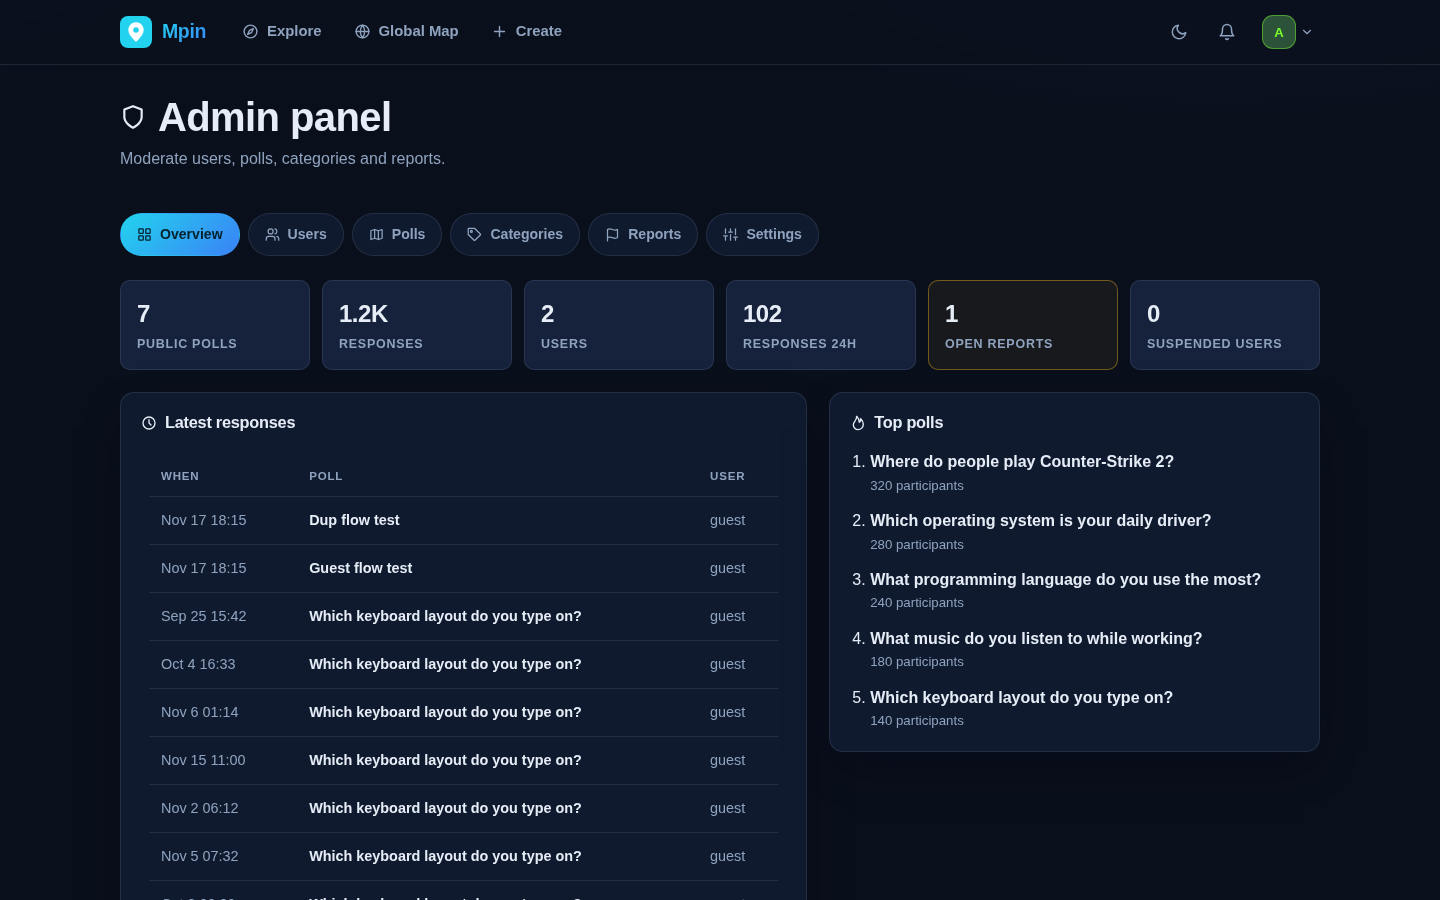 Mpin
Explore
Global Map
Create
A
Admin panel
Moderate users, polls, categories and reports.
Overview
Users
Polls
Categories
Reports
Settings
7
PUBLIC POLLS
1.2K
RESPONSES
2
USERS
102
RESPONSES 24H
1
OPEN REPORTS
0
SUSPENDED USERS
Latest responses
WHEN POLL USER
Nov 17 18:15 Dup flow test guest
Nov 17 18:15 Guest flow test guest
Sep 25 15:42 Which keyboard layout do you type on? guest
Oct 4 16:33 Which keyboard layout do you type on? guest
Nov 6 01:14 Which keyboard layout do you type on? guest
Nov 15 11:00 Which keyboard layout do you type on? guest
Nov 2 06:12 Which keyboard layout do you type on? guest
Nov 5 07:32 Which keyboard layout do you type on? guest
Top polls
1. Where do people play Counter-Strike 2?
320 participants
2. Which operating system is your daily driver?
280 participants
3. What programming language do you use the most?
240 participants
4. What music do you listen to while working?
180 participants
5. Which keyboard layout do you type on?
140 participants